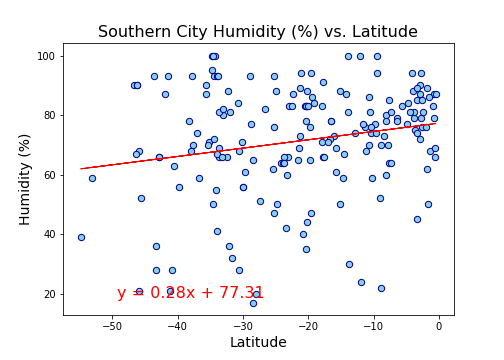 Southern City Humidity (%) vs. Latitude
Humidity (%)
100
80
60
40
20
y = 0.28x + 77.31
−50
−40
−30
−20
−10
0
Latitude